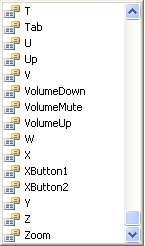 T
Tab
U
Up
V
VolumeDown
VolumeMute
VolumeUp
W
X
XButton1
XButton2
Y
Z
Zoom